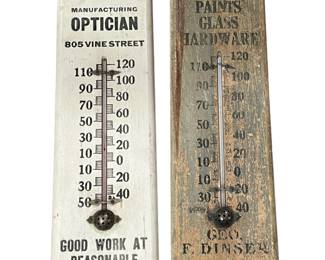 MANUFACTURING
OPTICIAN
805 VINE STREET
110 120
90 100
70 80
50 60
30 40
10 20
10 0
30 20
50 40
GOOD WORK AT
REASONABLE
PAINTS
GLASS
HARDWARE
110 120
90 100
70 80
50 60
30 40
10 20
10 0
30 20
40
GEO.
F. DINSER